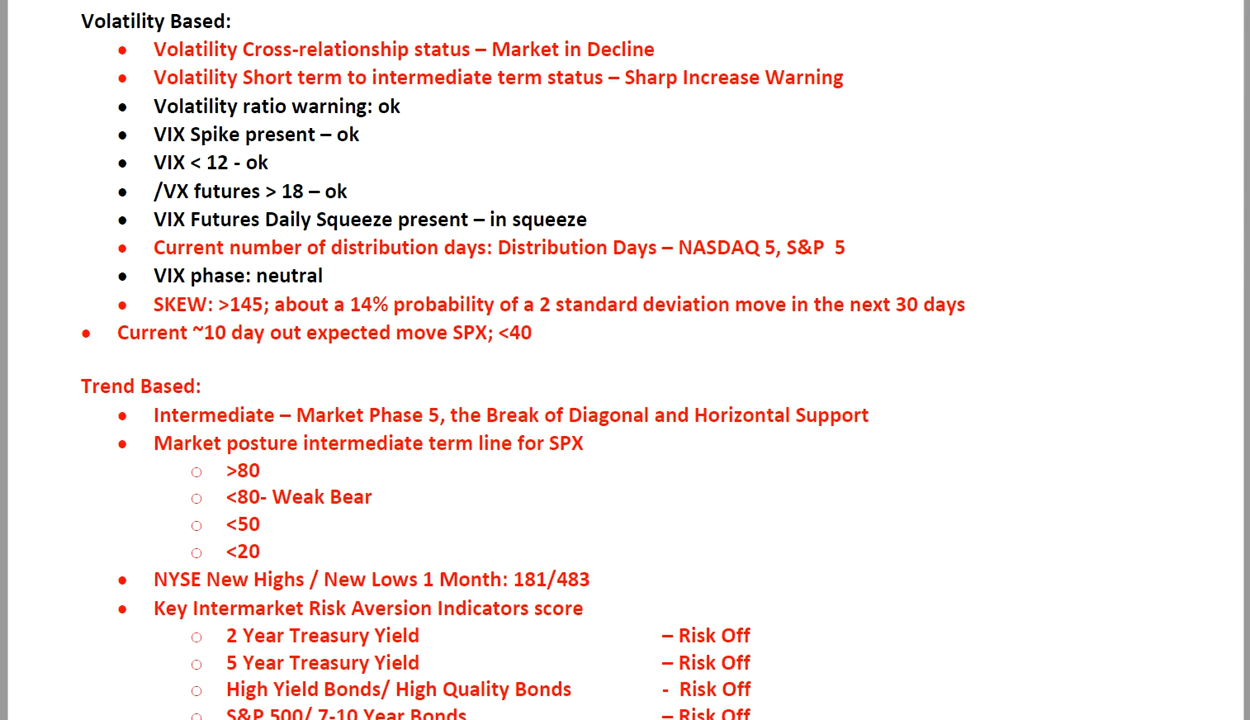 Volatility Based:
• Volatility Cross-relationship status – Market in Decline
• Volatility Short term to intermediate term status – Sharp Increase Warning
• Volatility ratio warning: ok
• VIX Spike present – ok
• VIX < 12 - ok
• /VX futures > 18 – ok
• VIX Futures Daily Squeeze present – in squeeze
• Current number of distribution days: Distribution Days – NASDAQ 5, S&P  5
• VIX phase: neutral
• SKEW: >145; about a 14% probability of a 2 standard deviation move in the next 30 days
• Current ~10 day out expected move SPX; <40
Trend Based:
• Intermediate – Market Phase 5, the Break of Diagonal and Horizontal Support
• Market posture intermediate term line for SPX
○ >80
○ <80- Weak Bear
○ <50
○ <20
• NYSE New Highs / New Lows 1 Month: 181/483
• Key Intermarket Risk Aversion Indicators score
○ 2 Year Treasury Yield – Risk Off
○ 5 Year Treasury Yield – Risk Off
○ High Yield Bonds/ High Quality Bonds - Risk Off
○ S&P 500/ 7-10 Year Bonds – Risk Off